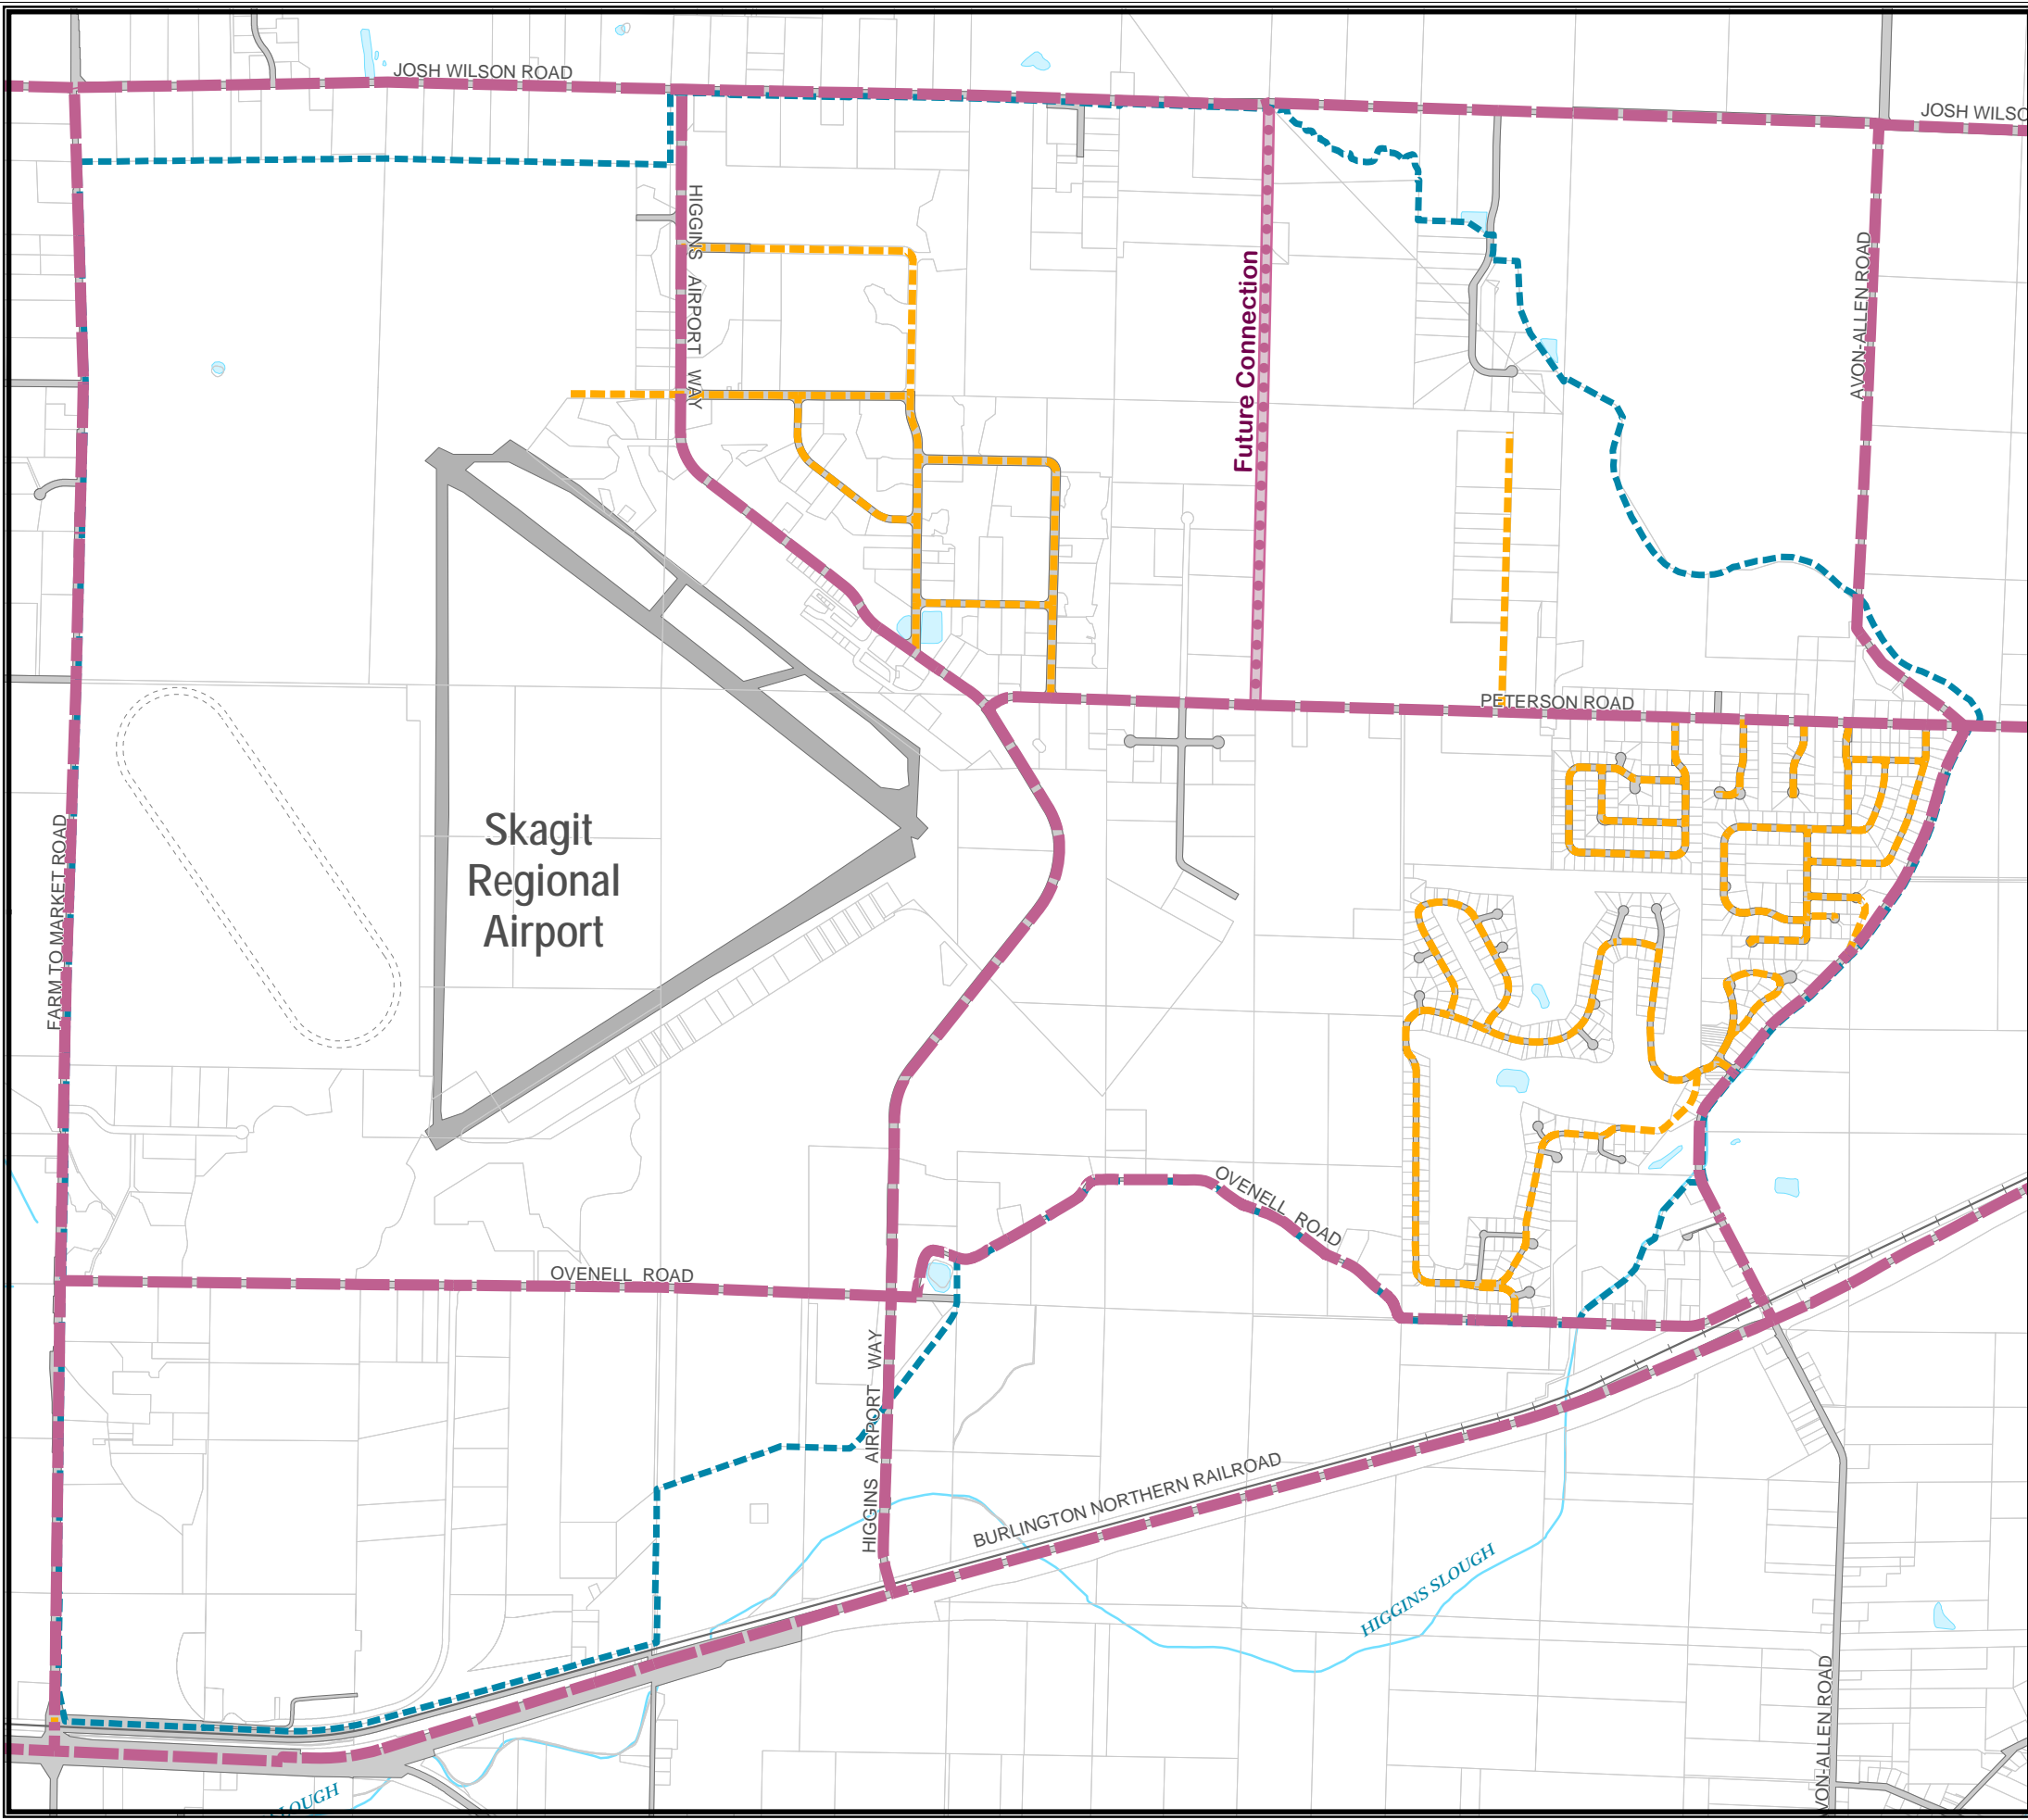 JOSH WILSON ROAD
JOSH WILSO
HIGGINS AIRPORT WAY
AVON-ALLEN ROAD
Future Connection
PETERSON ROAD
Skagit
Regional
Airport
FARM TO MARKET ROAD
OVENELL ROAD
OVENELL ROAD
HIGGINS AIRPORT WAY
BURLINGTON NORTHERN RAILROAD
HIGGINS SLOUGH
VON-ALLEN ROAD
LOUGH